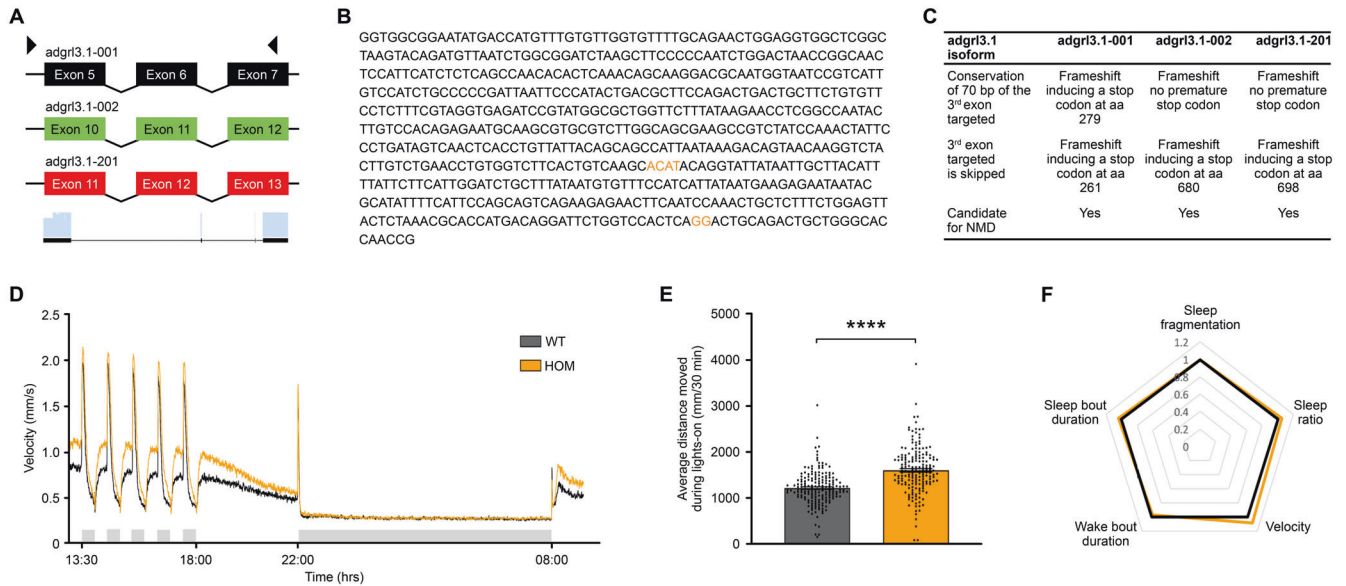 A
adgrl3.1-001
Exon 5 Exon 6 Exon 7
adgrl3.1-002
Exon 10 Exon 11 Exon 12
adgrl3.1-201
Exon 11 Exon 12 Exon 13
B
GGTGGCGGAATATGACCATGTTTGTGTTGGTGTTTTGCAGAACTGGAGGTGGCTCGGC
TAAGTACAGATGTTAATCTGGCGGATCTAAGCTTCCCCCAATCTGGACTAACCGGCAAC
TCCATTCATCTCTCAGCCAACACACTCAAACAGCAAGGACGCAATGGTAATCCGTCATT
GTCCATCTGCCCCCGATTAATTCCCATACTGACGCTTCCAGACTGACTGCTTCTGTGTT
CCTCTTTCGTAGGTGAGATCCGTATGGCGCTGGTTCTTTATAAGAACCTCGGCCAATAC
TTGTCCACAGAGAATGCAAGCGTGCGTCTTGGCAGCGAAGCCGTCTATCCAAACTATTC
CCTGATAGTCAACTCACCTGTTATTACAGCAGCCATTAATAAAGACAGTAACAAGGTCTA
CTTGTCTGAACCTGTGGTCTTCACTGTCAAGCACATACAGGTATTATAATTGCTTACATT
TTATTCTTCATTGGATCTGCTTTATAATGTGTTTCCATCATTATAATGAAGAGAATAATAC
GCATATTTTCATTCCAGCAGTCAGAAGAGAACTTCAATCCAAACTGCTCTTTCTGGAGTT
ACTCTAAACGCACCATGACAGGATTCTGGTCCACTCAGGACTGCAGACTGCTGGGCAC
CAACCG
C
adgrl3.1 isoform adgrl3.1-001 adgrl3.1-002 adgrl3.1-201
Conservation of 70 bp of the 3rd exon targeted
Frameshift inducing a stop codon at aa 279
Frameshift no premature stop codon
Frameshift no premature stop codon
3rd exon targeted is skipped
Frameshift inducing a stop codon at aa 261
Frameshift inducing a stop codon at aa 680
Frameshift inducing a stop codon at aa 698
Candidate for NMD
Yes Yes Yes
D
Velocity (mm/s)
2.5
2.0
1.5
1.0
0.5
0
WT
HOM
13:30 18:00 22:00 08:00
Time (hrs)
E
Average distance moved
during lights-on (mm/30 min)
5000
4000
3000
2000
1000
0
****
F
Sleep
fragmentation
1.2
1
0.8
0.6
0.4
0.2
0
Sleep bout
duration
Sleep
ratio
Wake bout
duration
Velocity